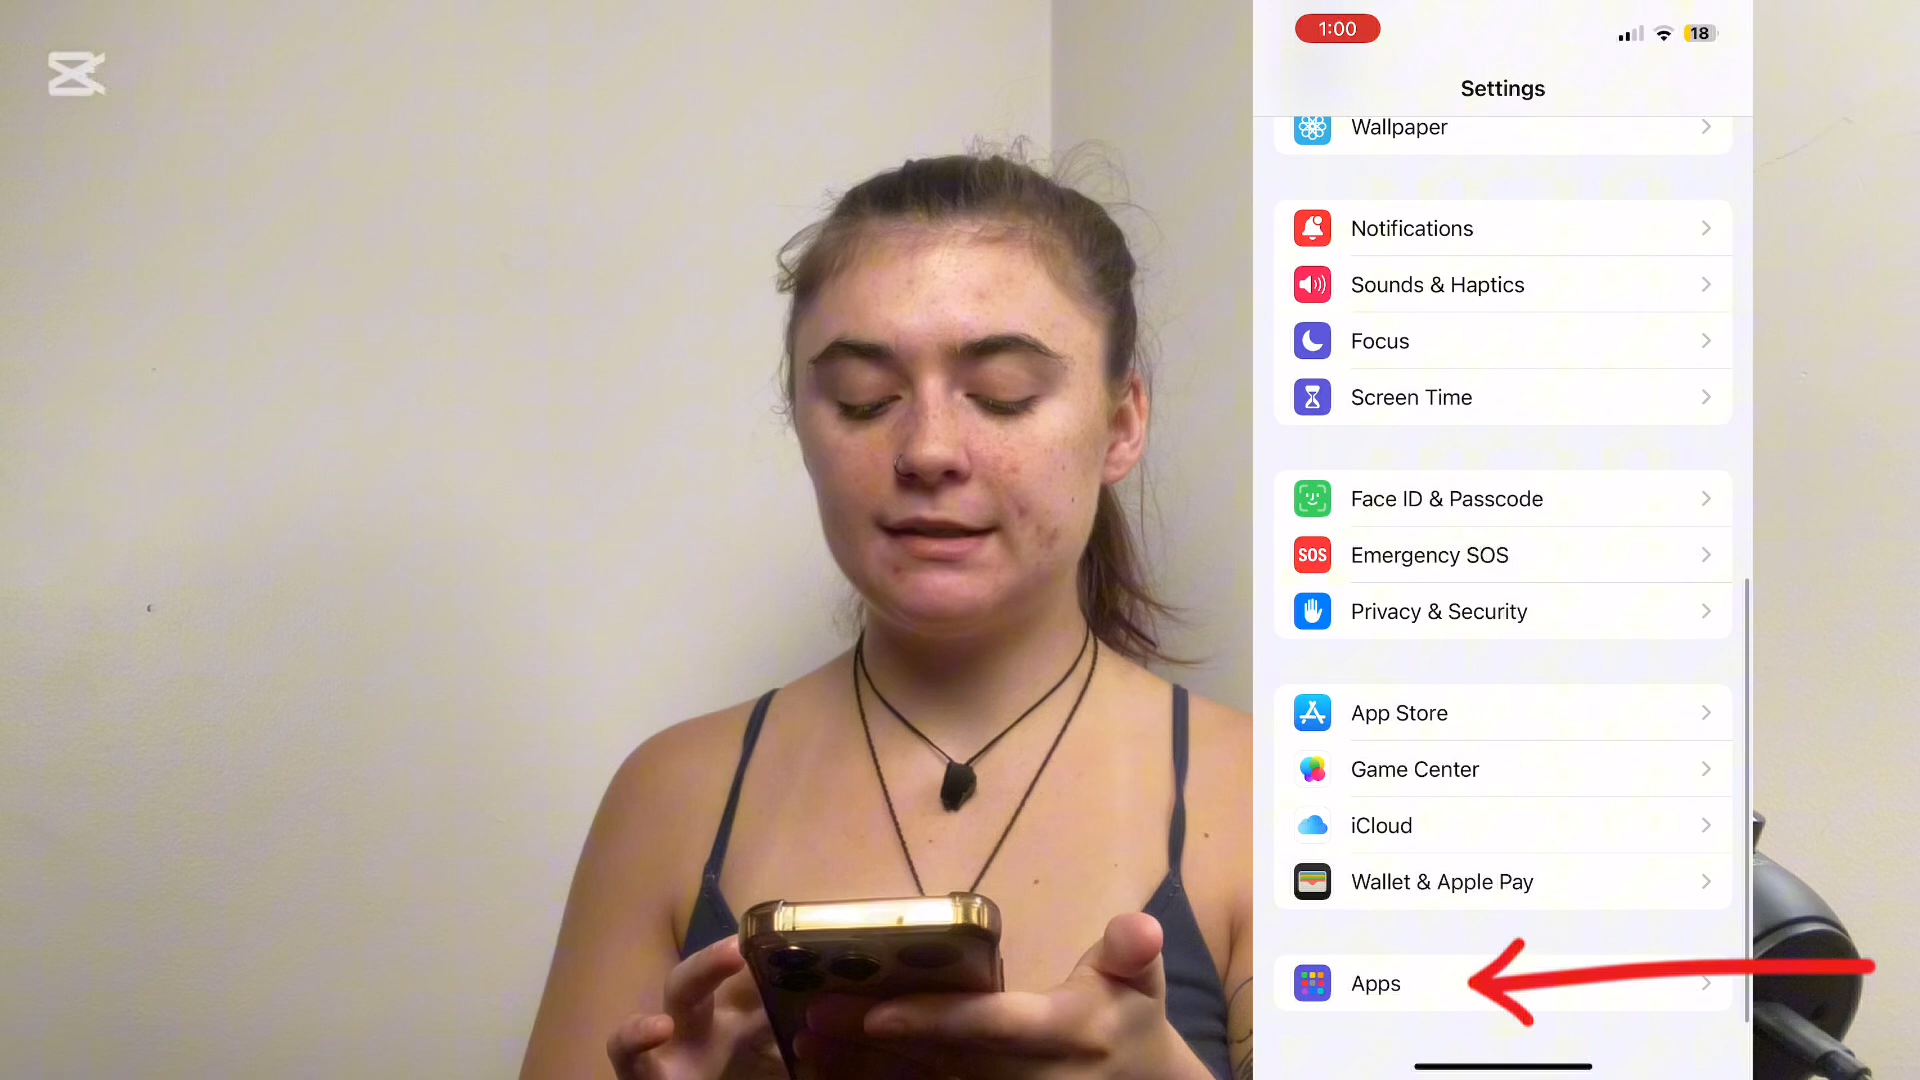 1:00
18
Settings
Wallpaper
Notifications
Sounds & Haptics
Focus
Screen Time
Face ID & Passcode
SOS Emergency SOS
Privacy & Security
App Store
Game Center
iCloud
Wallet & Apple Pay
Apps